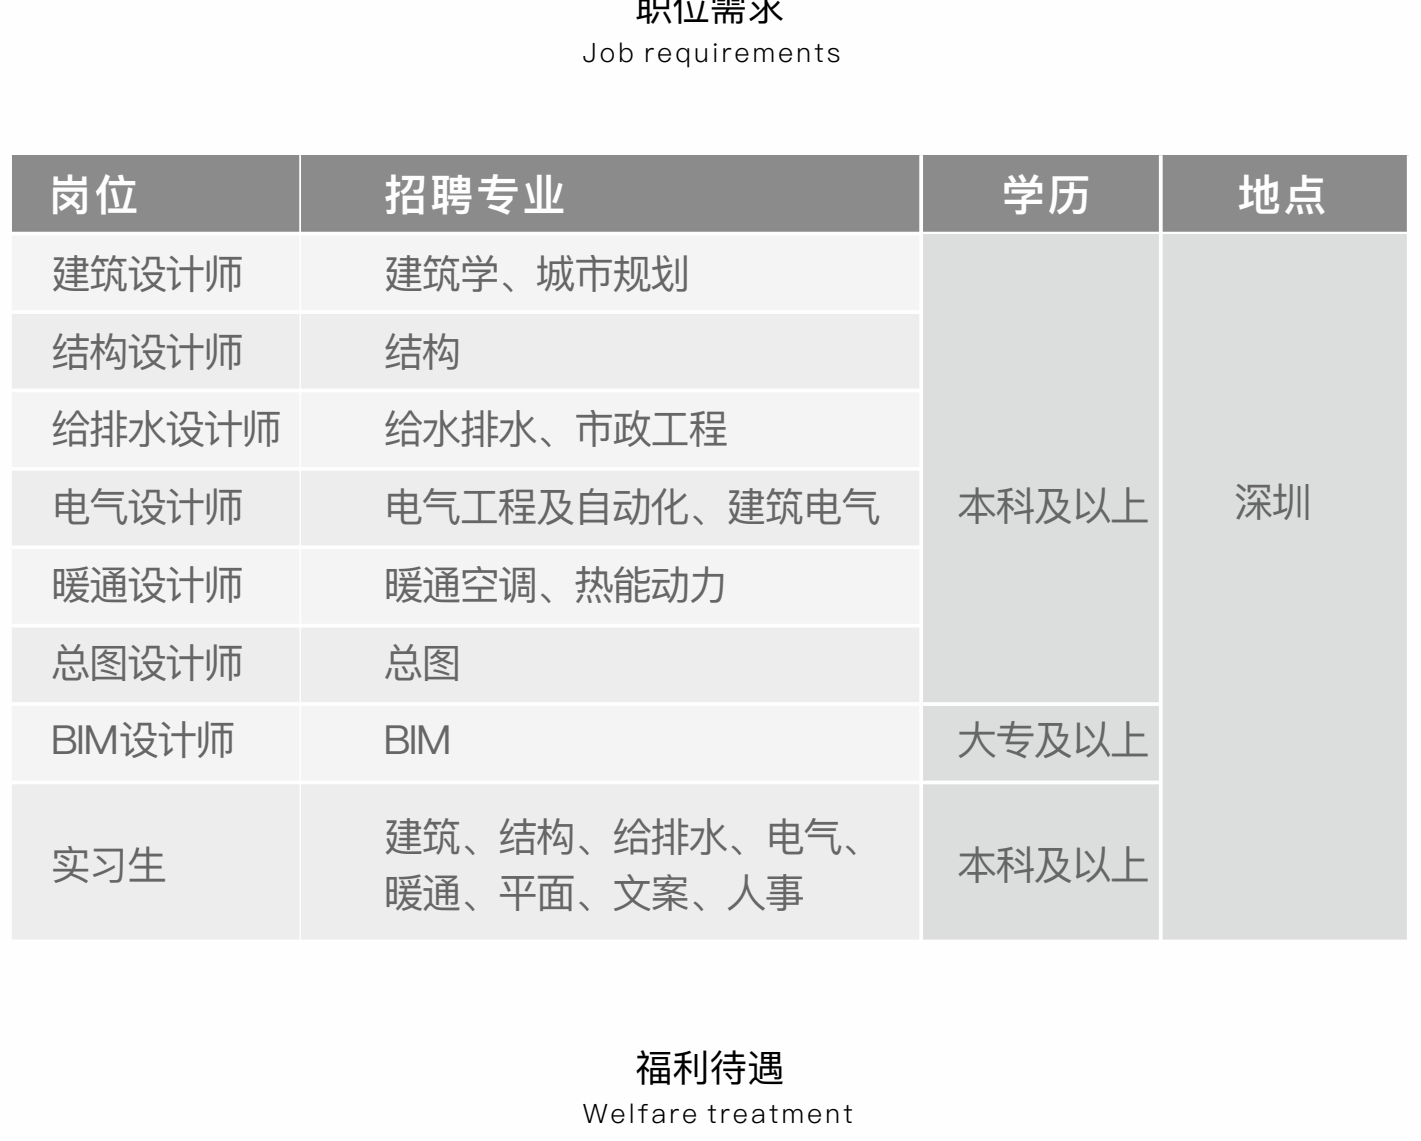 职位需求
Job requirements
岗位 招聘专业 学历 地点
建筑设计师 建筑学、城市规划
结构设计师 结构
给排水设计师 给水排水、市政工程
电气设计师 电气工程及自动化、建筑电气 本科及以上 深圳
暖通设计师 暖通空调、热能动力
总图设计师 总图
BIM设计师 BIM 大专及以上
实习生 建筑、结构、给排水、电气、
暖通、平面、文案、人事 本科及以上
福利待遇
Welfare treatment